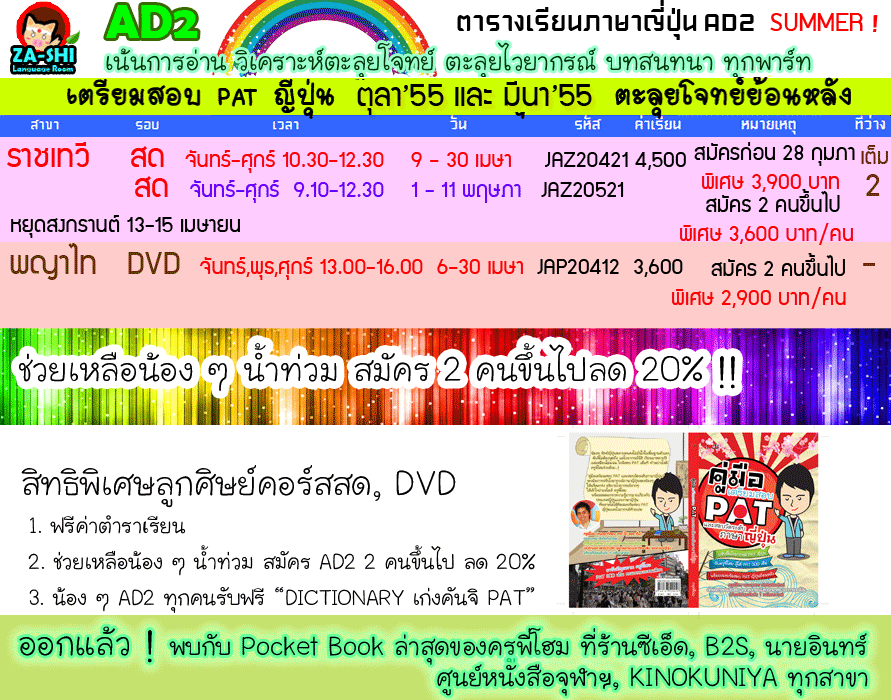 ZA-SHI
Language Room
AD2
ตารางเรียนภาษาญี่ปุ่น AD2 SUMMER !
เน้นการอ่าน วิเคราะห์ตะลุยโจทย์ ตะลุยไวยากรณ์ บทสนทนา ทุกพาร์ท
เตรียมสอบ PAT ญี่ปุ่น ตุลา'55 และ มีนา'55 ตะลุยโจทย์ย้อนหลัง
สาขา รอบ เวลา วัน รหัส ค่าเรียน หมายเหตุ ที่ว่าง
ราชเทวี สด จันทร์-ศุกร์ 10.30-12.30 9 - 30 เมษา JAZ20421 4,500 สมัครก่อน 28 กุมภา เต็ม
พิเศษ 3,900 บาท
สด จันทร์-ศุกร์ 9.10-12.30 1 - 11 พฤษภา JAZ20521 2
สมัคร 2 คนขึ้นไป
หยุดสงกรานต์ 13-15 เมษายน
พิเศษ 3,600 บาท/คน
พญาไท DVD จันทร์,พุธ,ศุกร์ 13.00-16.00 6-30 เมษา JAP20412 3,600 สมัคร 2 คนขึ้นไป -
พิเศษ 2,900 บาท/คน
ช่วยเหลือน้อง ๆ น้ำท่วม สมัคร 2 คนขึ้นไปลด 20% !!
สิทธิพิเศษลูกศิษย์คอร์สสด, DVD
1. ฟรีค่าตำราเรียน
2. ช่วยเหลือน้อง ๆ น้ำท่วม สมัคร AD2 2 คนขึ้นไป ลด 20%
3. น้อง ๆ AD2 ทุกคนรับฟรี "DICTIONARY เก่งคันจิ PAT"
คู่มือ
เตรียมสอบ
PAT
ภาษาญี่ปุ่น
ออกแล้ว ! พบกับ Pocket Book ล่าสุดของครูพี่โฮม ที่ร้านซีเอ็ด, B2S, นายอินทร์
ศูนย์หนังสือจุฬาฯ, KINOKUNIYA ทุกสาขา